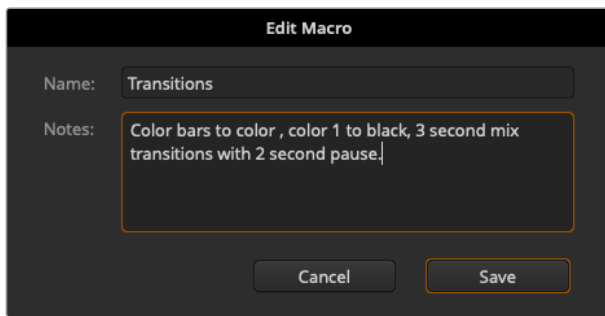 Edit Macro
Name: Transitions
Notes: Color bars to color , color 1 to black, 3 second mix
transitions with 2 second pause.
Cancel Save